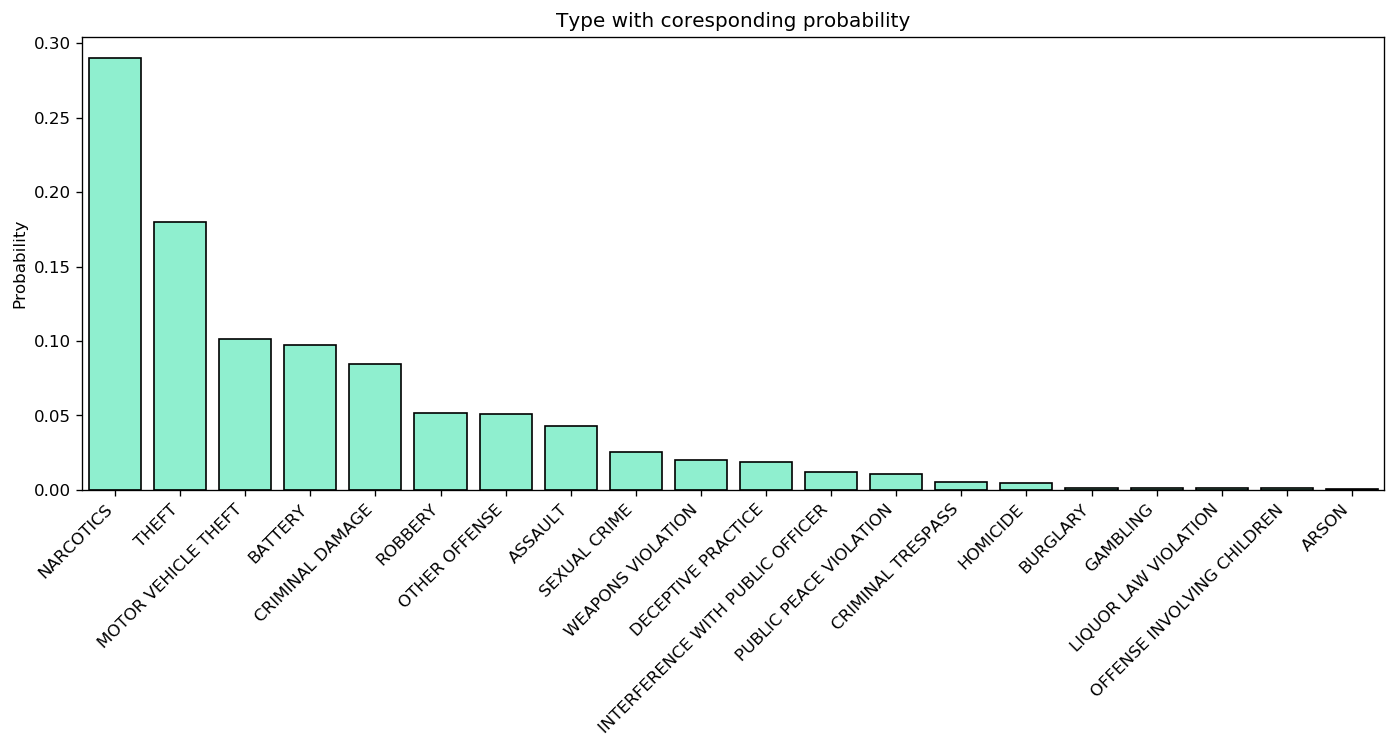 Type with coresponding probability
Probability
0.30
0.25
0.20
0.15
0.10
0.05
0.00
NARCOTICS
THEFT
MOTOR VEHICLE THEFT
BATTERY
CRIMINAL DAMAGE
ROBBERY
OTHER OFFENSE
ASSAULT
SEXUAL CRIME
WEAPONS VIOLATION
DECEPTIVE PRACTICE
INTERFERENCE WITH PUBLIC OFFICER
PUBLIC PEACE VIOLATION
CRIMINAL TRESPASS
HOMICIDE
BURGLARY
GAMBLING
LIQUOR LAW VIOLATION
OFFENSE INVOLVING CHILDREN
ARSON